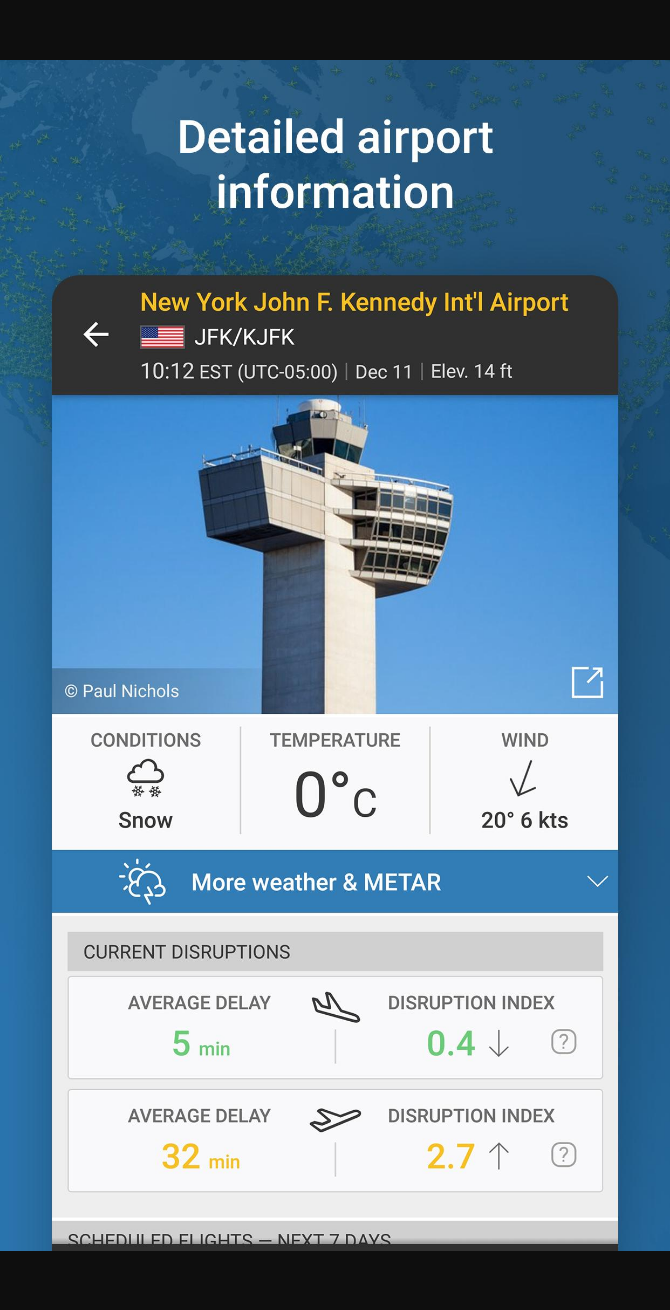 Detailed airport
information
New York John F. Kennedy Int'l Airport
JFK/KJFK
10:12 EST (UTC-05:00) | Dec 11 | Elev. 14 ft
© Paul Nichols
CONDITIONS
Snow
TEMPERATURE
0°C
WIND
20° 6 kts
More weather & METAR
CURRENT DISRUPTIONS
AVERAGE DELAY
5 min
DISRUPTION INDEX
0.4 ↓
?
AVERAGE DELAY
32 min
DISRUPTION INDEX
2.7 ↑
?
SCHEDULED FLIGHTS — NEXT 7 DAYS